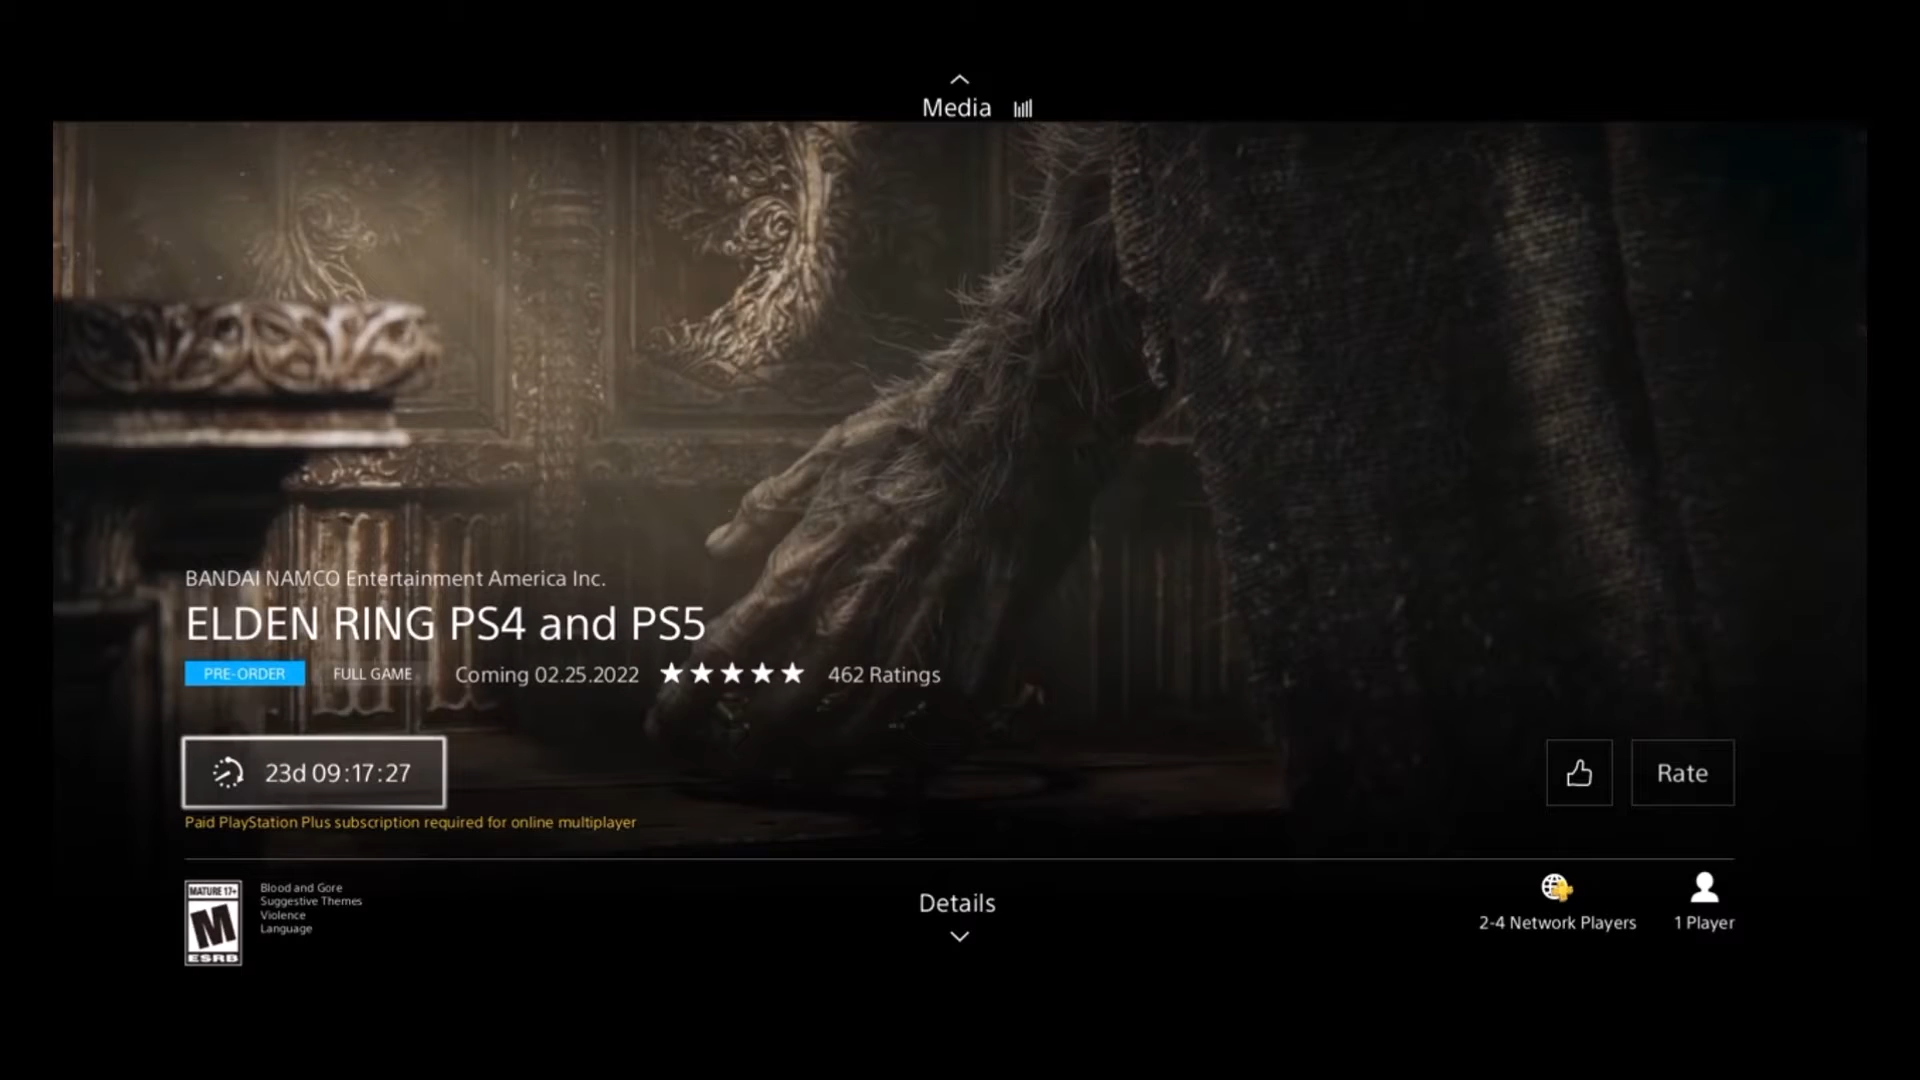 Media
BANDAI NAMCO Entertainment America Inc.
ELDEN RING PS4 and PS5
PRE-ORDER FULL GAME Coming 02.25.2022 462 Ratings
23d 09:17:27
Rate
Paid PlayStation Plus subscription required for online multiplayer
MATURE 17+
M
ESRB
Blood and Gore
Suggestive Themes
Violence
Language
Details
2-4 Network Players
1 Player